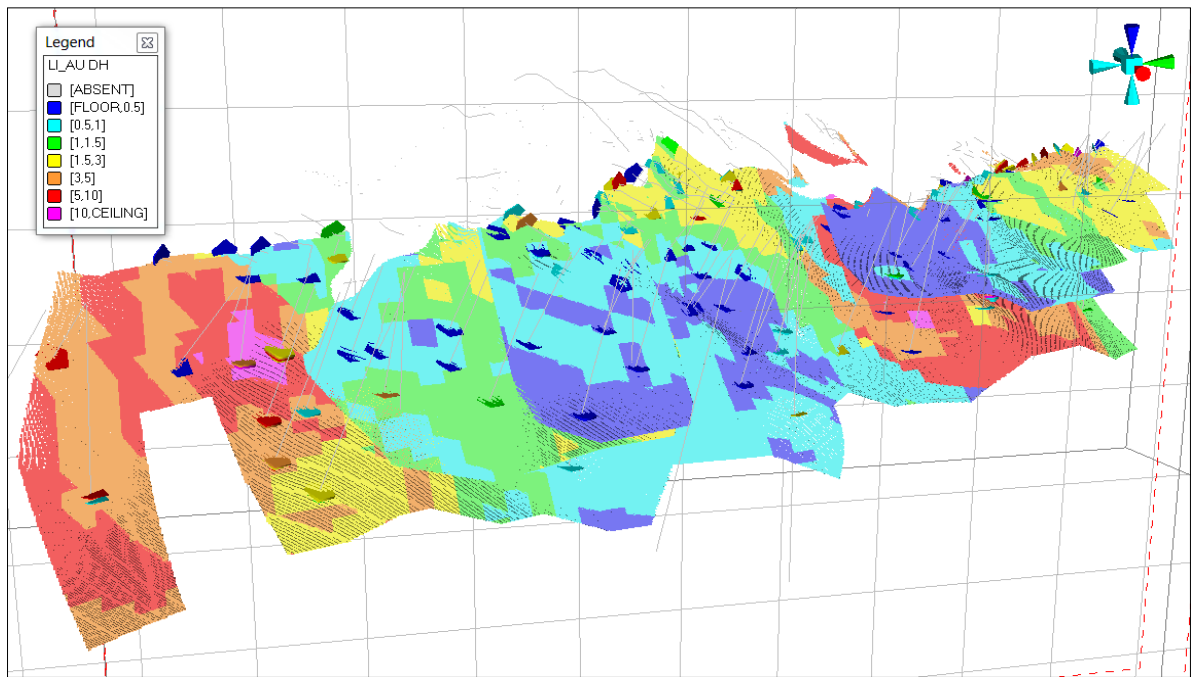 Legend
LI_AU DH
[ABSENT]
[FLOOR,0.5]
[0.5,1]
[1,1.5]
[1.5,3]
[3,5]
[5,10]
[10,CEILING]